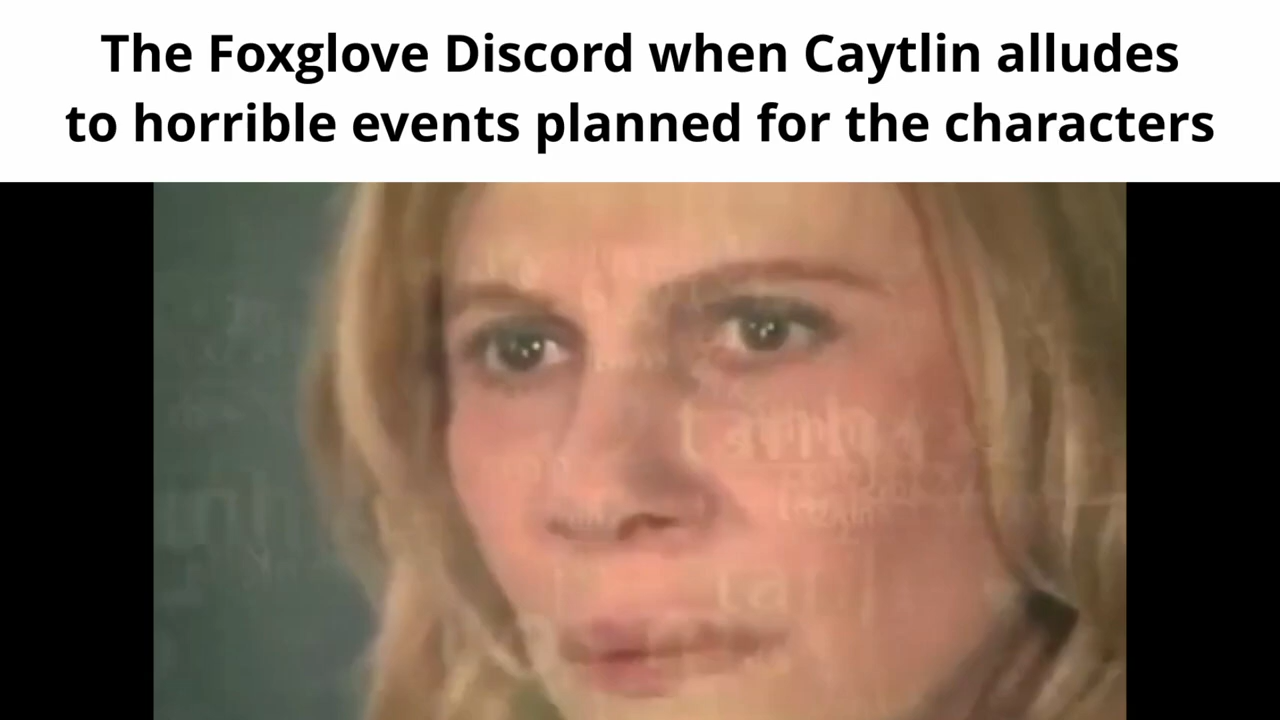 The Foxglove Discord when Caytlin alludes
to horrible events planned for the characters